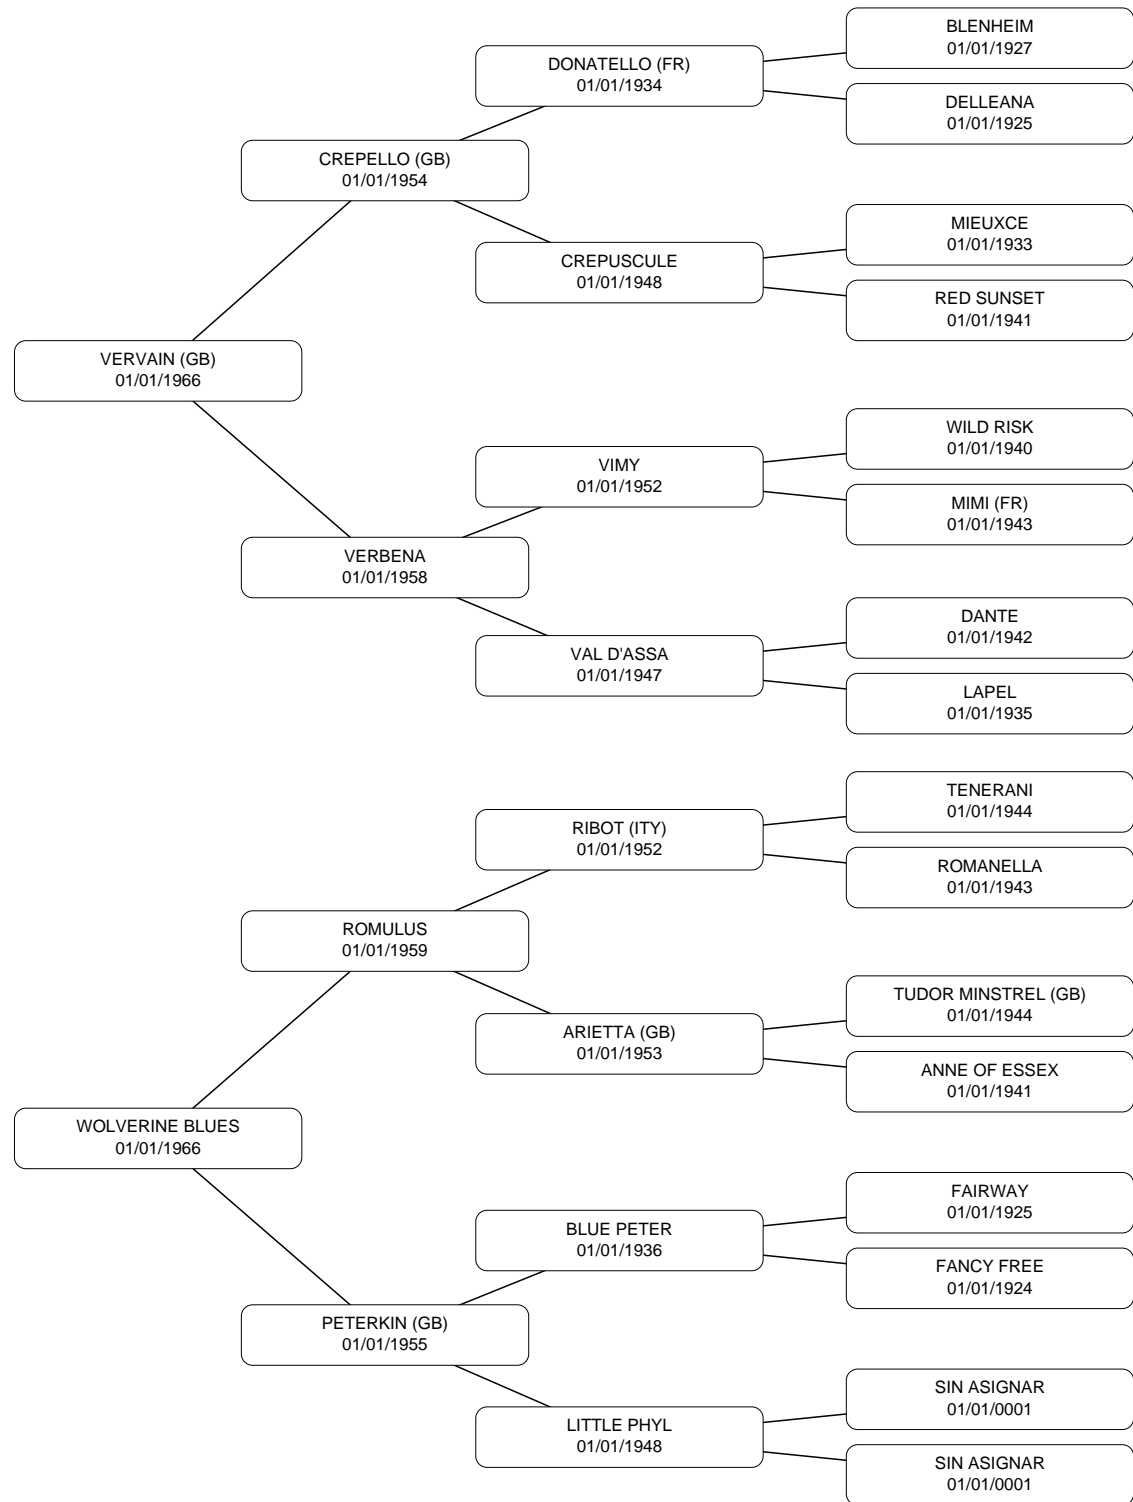 BLENHEIM
01/01/1927
DONATELLO (FR)
01/01/1934
DELLEANA
01/01/1925
CREPELLO (GB)
01/01/1954
MIEUXCE
01/01/1933
CREPUSCULE
01/01/1948
RED SUNSET
01/01/1941
VERVAIN (GB)
01/01/1966
WILD RISK
01/01/1940
VIMY
01/01/1952
MIMI (FR)
01/01/1943
VERBENA
01/01/1958
DANTE
01/01/1942
VAL D'ASSA
01/01/1947
LAPEL
01/01/1935
TENERANI
01/01/1944
RIBOT (ITY)
01/01/1952
ROMANELLA
01/01/1943
ROMULUS
01/01/1959
TUDOR MINSTREL (GB)
01/01/1944
ARIETTA (GB)
01/01/1953
ANNE OF ESSEX
01/01/1941
WOLVERINE BLUES
01/01/1966
FAIRWAY
01/01/1925
BLUE PETER
01/01/1936
FANCY FREE
01/01/1924
PETERKIN (GB)
01/01/1955
SIN ASIGNAR
01/01/0001
LITTLE PHYL
01/01/1948
SIN ASIGNAR
01/01/0001